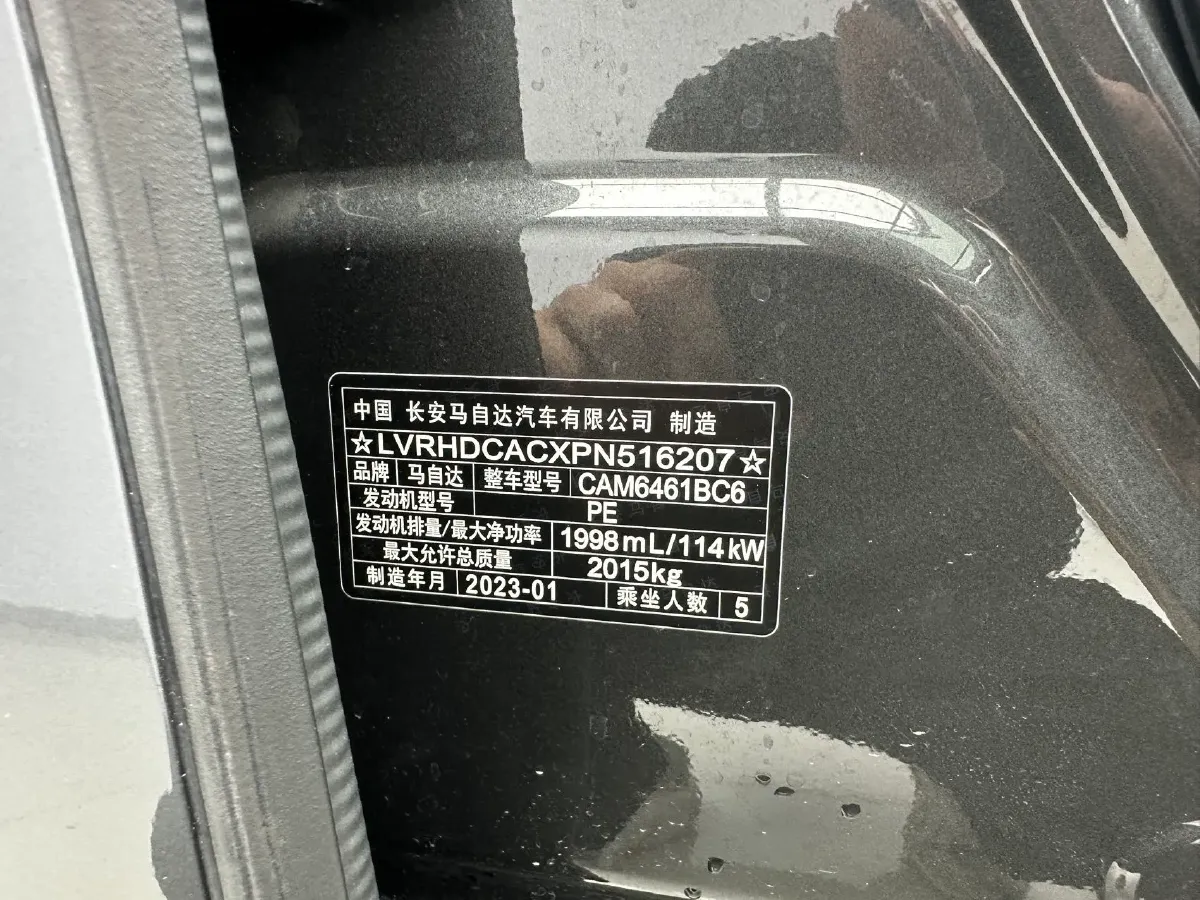 中国 长安马自达汽车有限公司 制造
☆LVRHDCACXPN516207☆
品牌 马自达 整车型号 CAM6461BC6
发动机型号 PE
发动机排量/最大净功率 1998mL/114kW
最大允许总质量 2015kg
制造年月 2023-01 乘坐人数 5